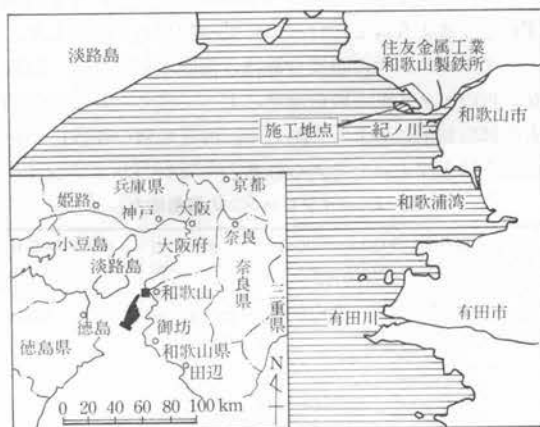 淡路島
住友金属工業
和歌山製鉄所
和歌山市
施工地点
紀ノ川
和歌浦湾
有田川
有田市
兵庫県
京都
姫路
神戸
大阪
小豆島
大阪府
奈良
淡路島
奈良県
三重県
和歌山
徳島
御坊
徳島県
和歌山県
田辺
N
0 20 40 60 80 100 km